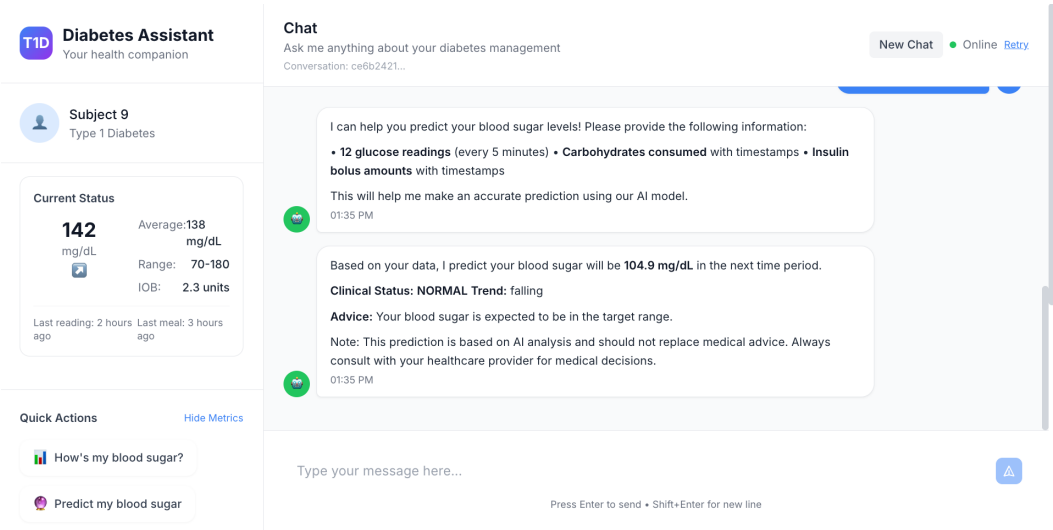 T1D
Diabetes Assistant
Your health companion
Subject 9
Type 1 Diabetes
Current Status
142
mg/dL
Average:138
mg/dL
Range: 70-180
IOB: 2.3 units
Last reading: 2 hours
ago
Last meal: 3 hours
ago
Quick Actions
Hide Metrics
How's my blood sugar?
Predict my blood sugar
Chat
Ask me anything about your diabetes management
Conversation: ce6b2421...
New Chat
Online
Retry
I can help you predict your blood sugar levels! Please provide the following information:
• 12 glucose readings (every 5 minutes) • Carbohydrates consumed with timestamps • Insulin
bolus amounts with timestamps
This will help me make an accurate prediction using our AI model.
01:35 PM
Based on your data, I predict your blood sugar will be 104.9 mg/dL in the next time period.
Clinical Status: NORMAL Trend: falling
Advice: Your blood sugar is expected to be in the target range.
Note: This prediction is based on AI analysis and should not replace medical advice. Always
consult with your healthcare provider for medical decisions.
01:35 PM
Type your message here...
Press Enter to send • Shift+Enter for new line